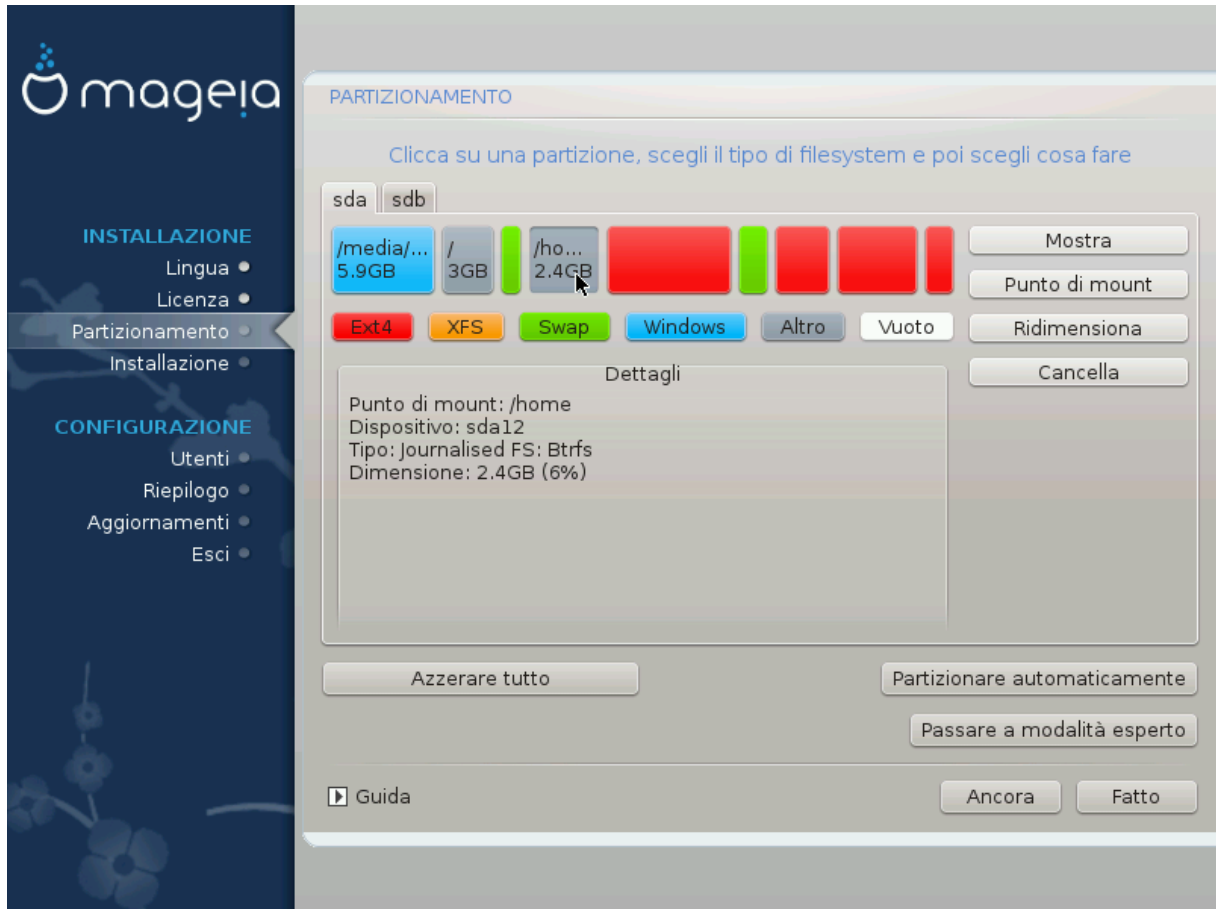 mageia
INSTALLAZIONE
Lingua
Licenza
Partizionamento
Installazione
CONFIGURAZIONE
Utenti
Riepilogo
Aggiornamenti
Esci
PARTIZIONAMENTO
Clicca su una partizione, scegli il tipo di filesystem e poi scegli cosa fare
sda sdb
/media/... / /ho...
5.9GB 3GB 2.4GB
Ext4 XFS Swap Windows Altro Vuoto
Mostra
Punto di mount
Ridimensiona
Cancella
Dettagli
Punto di mount: /home
Dispositivo: sda12
Tipo: Journalised FS: Btrfs
Dimensione: 2.4GB (6%)
Azzerare tutto
Partizionare automaticamente
Passare a modalità esperto
Guida
Ancora
Fatto